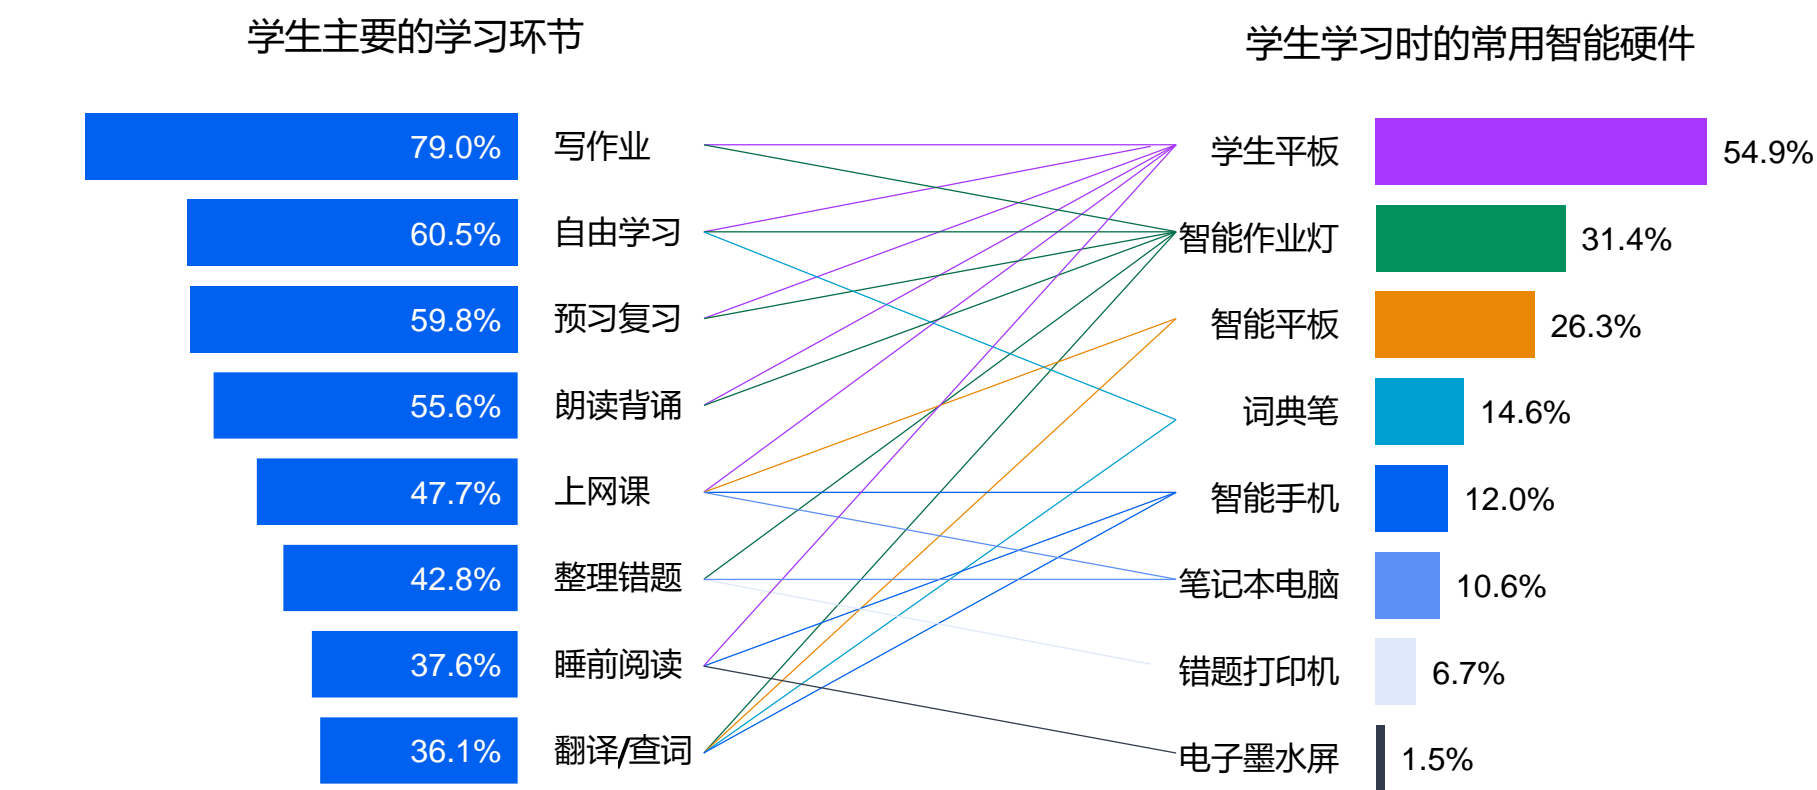 学生主要的学习环节
79.0% 写作业
60.5% 自由学习
59.8% 预习复习
55.6% 朗读背诵
47.7% 上网课
42.8% 整理错题
37.6% 睡前阅读
36.1% 翻译/查词
学生学习时的常用智能硬件
学生平板 54.9%
智能作业灯 31.4%
智能平板 26.3%
词典笔 14.6%
智能手机 12.0%
笔记本电脑 10.6%
错题打印机 6.7%
电子墨水屏 1.5%